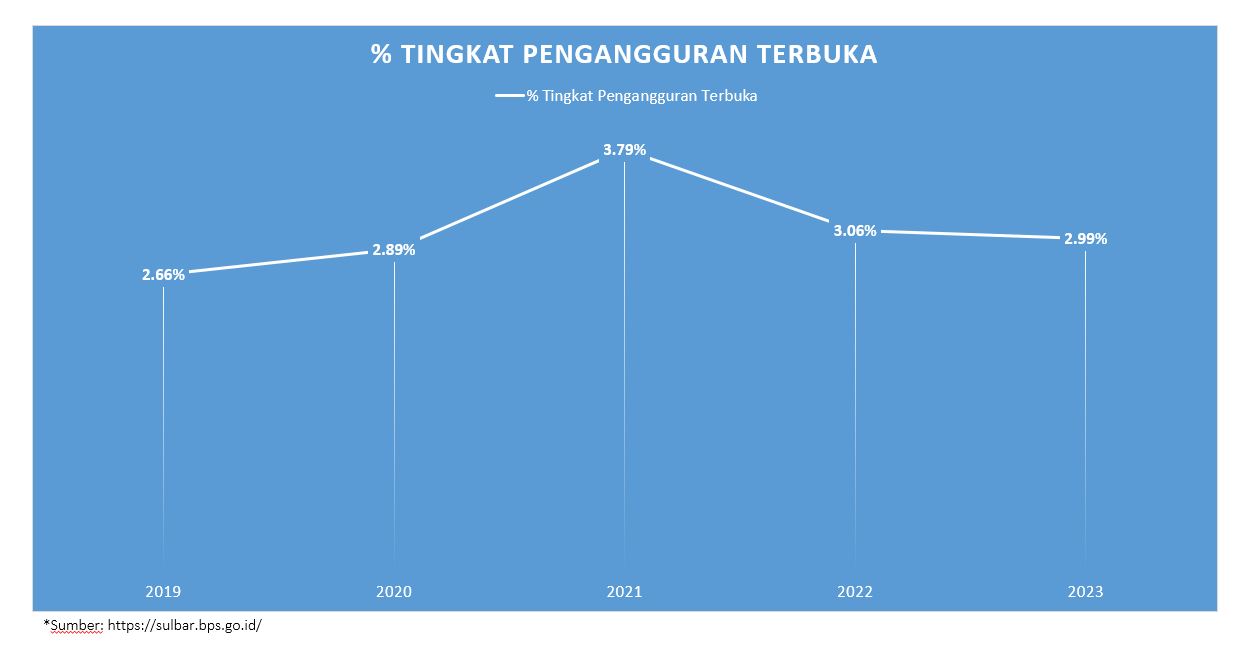 % TINGKAT PENGANGGURAN TERBUKA
% Tingkat Pengangguran Terbuka
3.79%
3.06%
2.99%
2.89%
2.66%
2019 2020 2021 2022 2023
*Sumber: https://sulbar.bps.go.id/